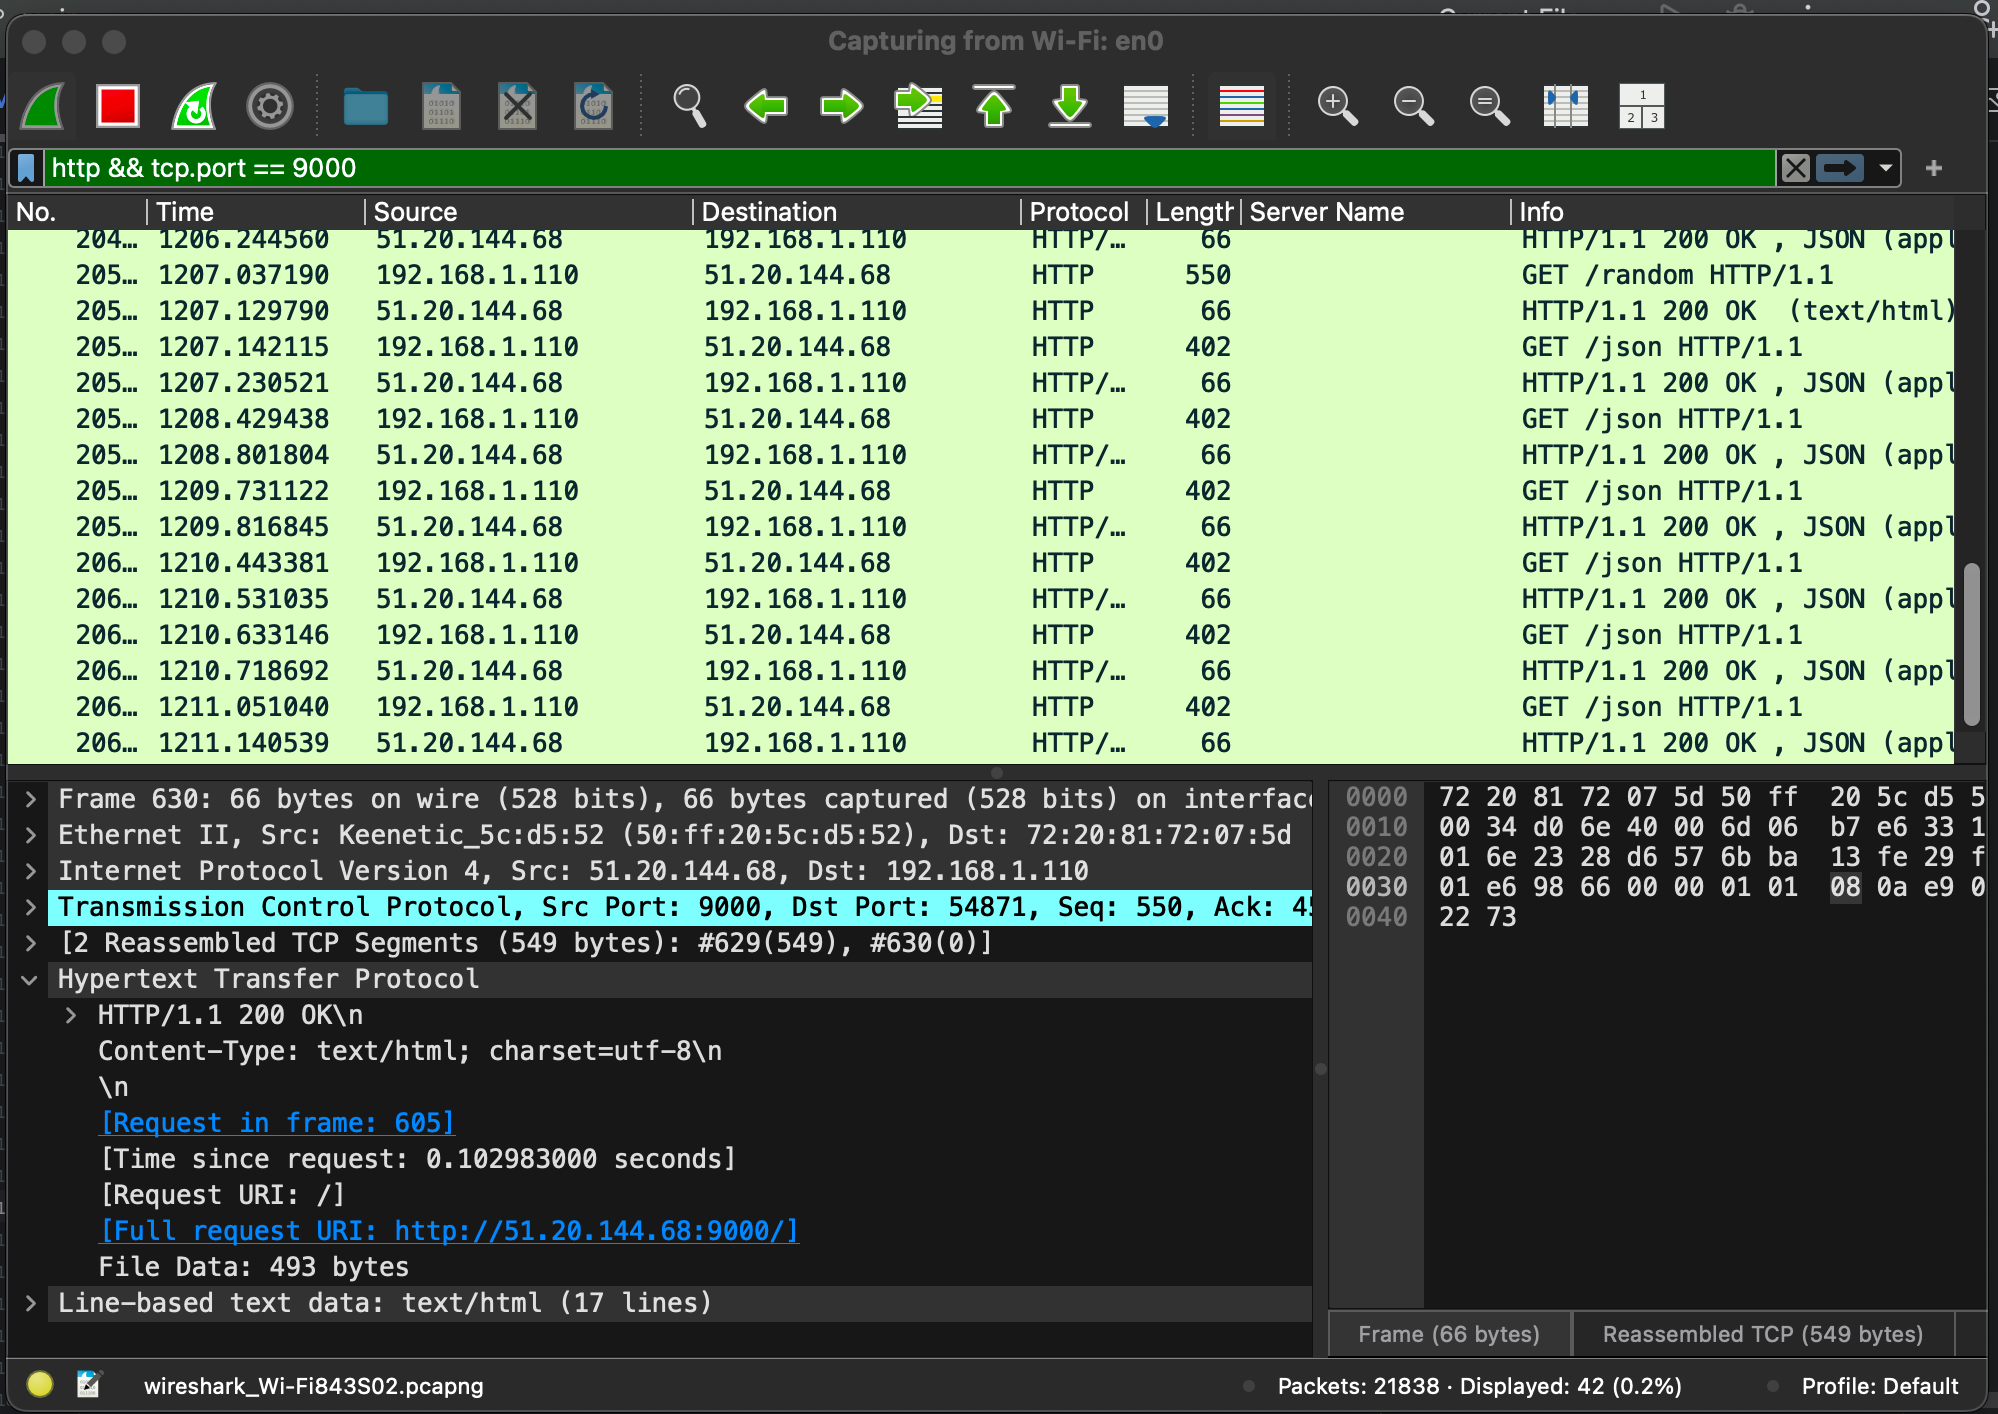 Capturing from Wi-Fi: en0
http && tcp.port == 9000
No. Time Source Destination Protocol Length Server Name Info
204… 1206.244560 51.20.144.68 192.168.1.110 HTTP/… 66 HTTP/1.1 200 OK , JSON (appl
205… 1207.037190 192.168.1.110 51.20.144.68 HTTP 550 GET /random HTTP/1.1
205… 1207.129790 51.20.144.68 192.168.1.110 HTTP 66 HTTP/1.1 200 OK  (text/html)
205… 1207.142115 192.168.1.110 51.20.144.68 HTTP 402 GET /json HTTP/1.1
205… 1207.230521 51.20.144.68 192.168.1.110 HTTP/… 66 HTTP/1.1 200 OK , JSON (appl
205… 1208.429438 192.168.1.110 51.20.144.68 HTTP 402 GET /json HTTP/1.1
205… 1208.801804 51.20.144.68 192.168.1.110 HTTP/… 66 HTTP/1.1 200 OK , JSON (appl
205… 1209.731122 192.168.1.110 51.20.144.68 HTTP 402 GET /json HTTP/1.1
205… 1209.816845 51.20.144.68 192.168.1.110 HTTP/… 66 HTTP/1.1 200 OK , JSON (appl
206… 1210.443381 192.168.1.110 51.20.144.68 HTTP 402 GET /json HTTP/1.1
206… 1210.531035 51.20.144.68 192.168.1.110 HTTP/… 66 HTTP/1.1 200 OK , JSON (appl
206… 1210.633146 192.168.1.110 51.20.144.68 HTTP 402 GET /json HTTP/1.1
206… 1210.718692 51.20.144.68 192.168.1.110 HTTP/… 66 HTTP/1.1 200 OK , JSON (appl
206… 1211.051040 192.168.1.110 51.20.144.68 HTTP 402 GET /json HTTP/1.1
206… 1211.140539 51.20.144.68 192.168.1.110 HTTP/… 66 HTTP/1.1 200 OK , JSON (appl
Frame 630: 66 bytes on wire (528 bits), 66 bytes captured (528 bits) on interfac
Ethernet II, Src: Keenetic_5c:d5:52 (50:ff:20:5c:d5:52), Dst: 72:20:81:72:07:5d
Internet Protocol Version 4, Src: 51.20.144.68, Dst: 192.168.1.110
Transmission Control Protocol, Src Port: 9000, Dst Port: 54871, Seq: 550, Ack: 45
[2 Reassembled TCP Segments (549 bytes): #629(549), #630(0)]
Hypertext Transfer Protocol
HTTP/1.1 200 OK\n
Content-Type: text/html; charset=utf-8\n
\n
[Request in frame: 605]
[Time since request: 0.102983000 seconds]
[Request URI: /]
[Full request URI: http://51.20.144.68:9000/]
File Data: 493 bytes
Line-based text data: text/html (17 lines)
0000 72 20 81 72 07 5d 50 ff 20 5c d5 5
0010 00 34 d0 6e 40 00 6d 06 b7 e6 33 1
0020 01 6e 23 28 d6 57 6b ba 13 fe 29 f
0030 01 e6 98 66 00 00 01 01 08 0a e9 0
0040 22 73
Frame (66 bytes) Reassembled TCP (549 bytes)
wireshark_Wi-Fi843S02.pcapng Packets: 21838 · Displayed: 42 (0.2%) Profile: Default